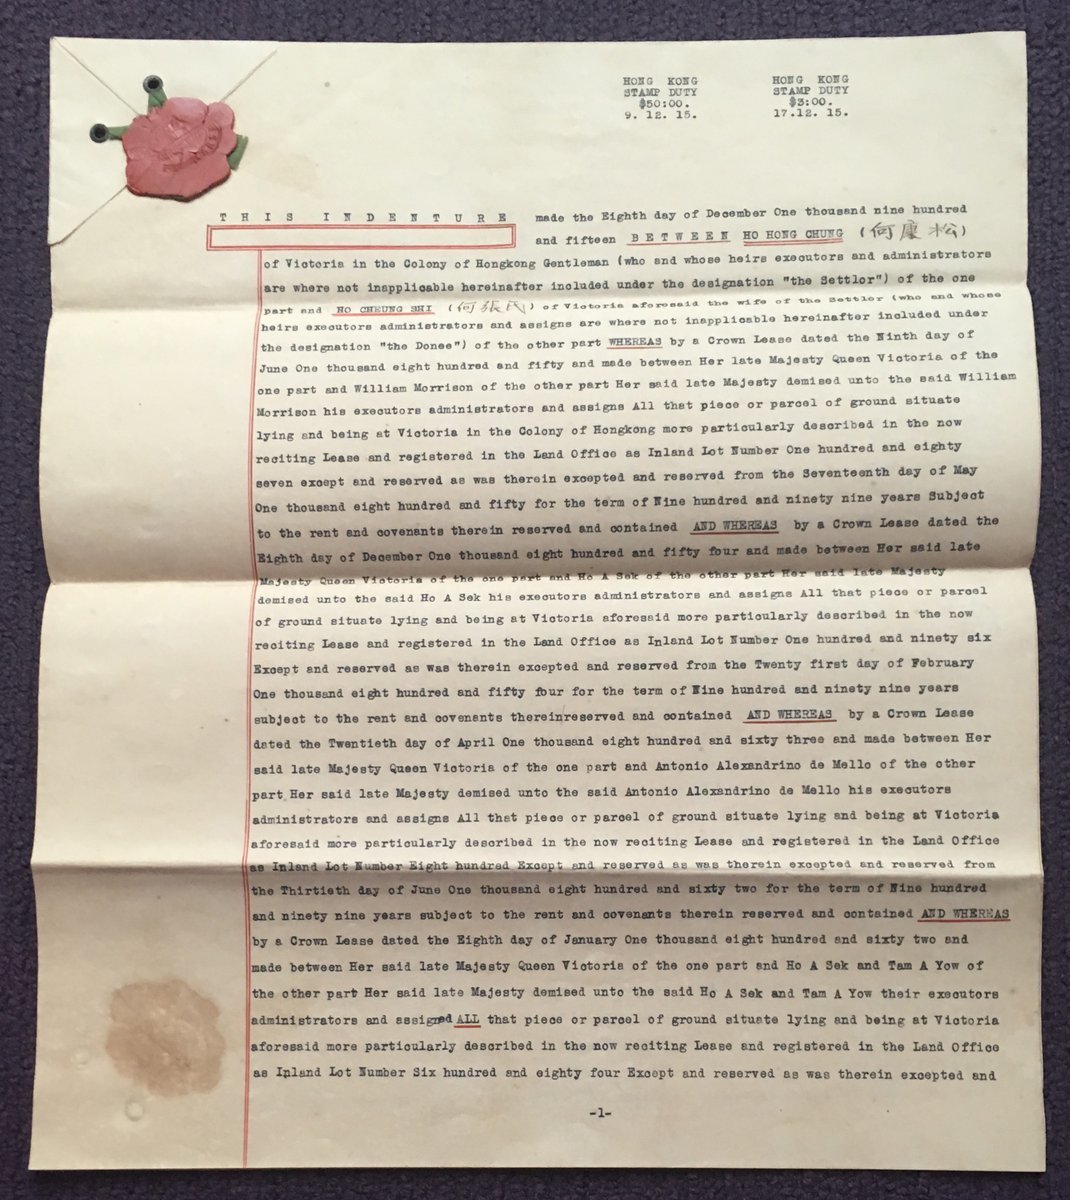 HONG KONG HONG KONG
STAMP DUTY STAMP DUTY
$50:00. $3:00.
9. 12. 15. 17.12. 15.
THIS INDENTURE made the Eighth day of December One thousand nine hundred
and fifteen BETWEEN HO HONG CHUNG (何廔松)
of Victoria in the Colony of Hongkong Gentleman (who and whose heirs executors and administrators
are where not inapplicable hereinafter included under the designation "the Settlor") of the one
part and HO CHEUNG SHI (何張氏) of Victoria aforesaid the wife of the Settlor (who and whose
heirs executors administrators and assigns are where not inapplicable hereinafter included under
the designation "the Donee") of the other part WHEREAS by a Crown Lease dated the Ninth day of
June One thousand eight hundred and fifty and made between Her late Majesty Queen Victoria of the
one part and William Morrison of the other part Her said late Majesty demised unto the said William
Morrison his executors administrators and assigns All that piece or parcel of ground situate
lying and being at Victoria in the Colony of Hongkong more particularly described in the now
reciting Lease and registered in the Land Office as Inland Lot Number One hundred and eighty
seven except and reserved as was therein excepted and reserved from the Seventeenth day of May
One thousand eight hundred and fifty for the term of Nine hundred and ninety nine years Subject
to the rent and covenants therein reserved and contained AND WHEREAS by a Crown Lease dated the
Eighth day of December One thousand eight hundred and fifty four and made between Her said late
Majesty Queen Victoria of the one part and Ho A Sek of the other part Her said late Majesty
demised unto the said Ho A Sek his executors administrators and assigns All that piece or parcel
of ground situate lying and being at Victoria aforesaid more particularly described in the now
reciting Lease and registered in the Land Office as Inland Lot Number One hundred and ninety six
Except and reserved as was therein excepted and reserved from the Twenty first day of February
One thousand eight hundred and fifty four for the term of Nine hundred and ninety nine years
subject to the rent and covenants therein/reserved and contained AND WHEREAS by a Crown Lease
dated the Twentieth day of April One thousand eight hundred and sixty three and made between Her
said late Majesty Queen Victoria of the one part and Antonio Alexandrino de Mello of the other
part Her said late Majesty demised unto the said Antonio Alexandrino de Mello his executors
administrators and assigns All that piece or parcel of ground situate lying and being at Victoria
aforesaid more particularly described in the now reciting Lease and registered in the Land Office
as Inland Lot Number Eight hundred Except and reserved as was therein excepted and reserved from
the Thirtieth day of June One thousand eight hundred and sixty two for the term of Nine hundred
and ninety nine years subject to the rent and covenants therein reserved and contained AND WHEREAS
by a Crown Lease dated the Eighth day of January One thousand eight hundred and sixty two and
made between Her said late Majesty Queen Victoria of the one part and Ho A Sek and Tam A Yow of
the other part Her said late Majesty demised unto the said Ho A Sek and Tam A Yow their executors
administrators and assigned ALL that piece or parcel of ground situate lying and being at Victoria
aforesaid more particularly described in the now reciting Lease and registered in the Land Office
as Inland Lot Number Six hundred and eighty four Except and reserved as was therein excepted and
-1-